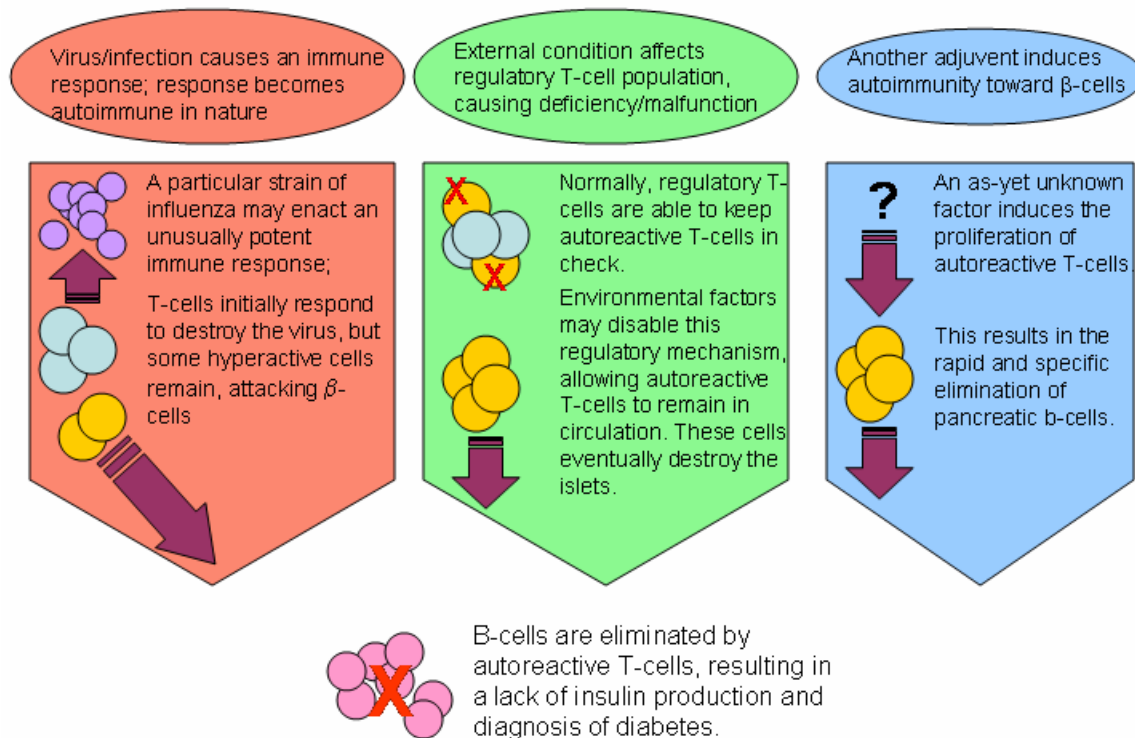 Virus/infection causes an immune
response; response becomes
autoimmune in nature
External condition affects
regulatory T-cell population,
causing deficiency/malfunction
Another adjuvent induces
autoimmunity toward β-cells
A particular strain of
influenza may enact an
unusually potent
immune response;
T-cells initially respond
to destroy the virus, but
some hyperactive cells
remain, attacking β-
cells
X
X
Normally, regulatory T-
cells are able to keep
autoreactive T-cells in
check.
Environmental factors
may disable this
regulatory mechanism,
allowing autoreactive
T-cells to remain in
circulation. These cells
eventually destroy the
islets.
?
An as-yet unknown
factor induces the
proliferation of
autoreactive T-cells.
This results in the
rapid and specific
elimination of
pancreatic b-cells.
X
B-cells are eliminated by
autoreactive T-cells, resulting in
a lack of insulin production and
diagnosis of diabetes.